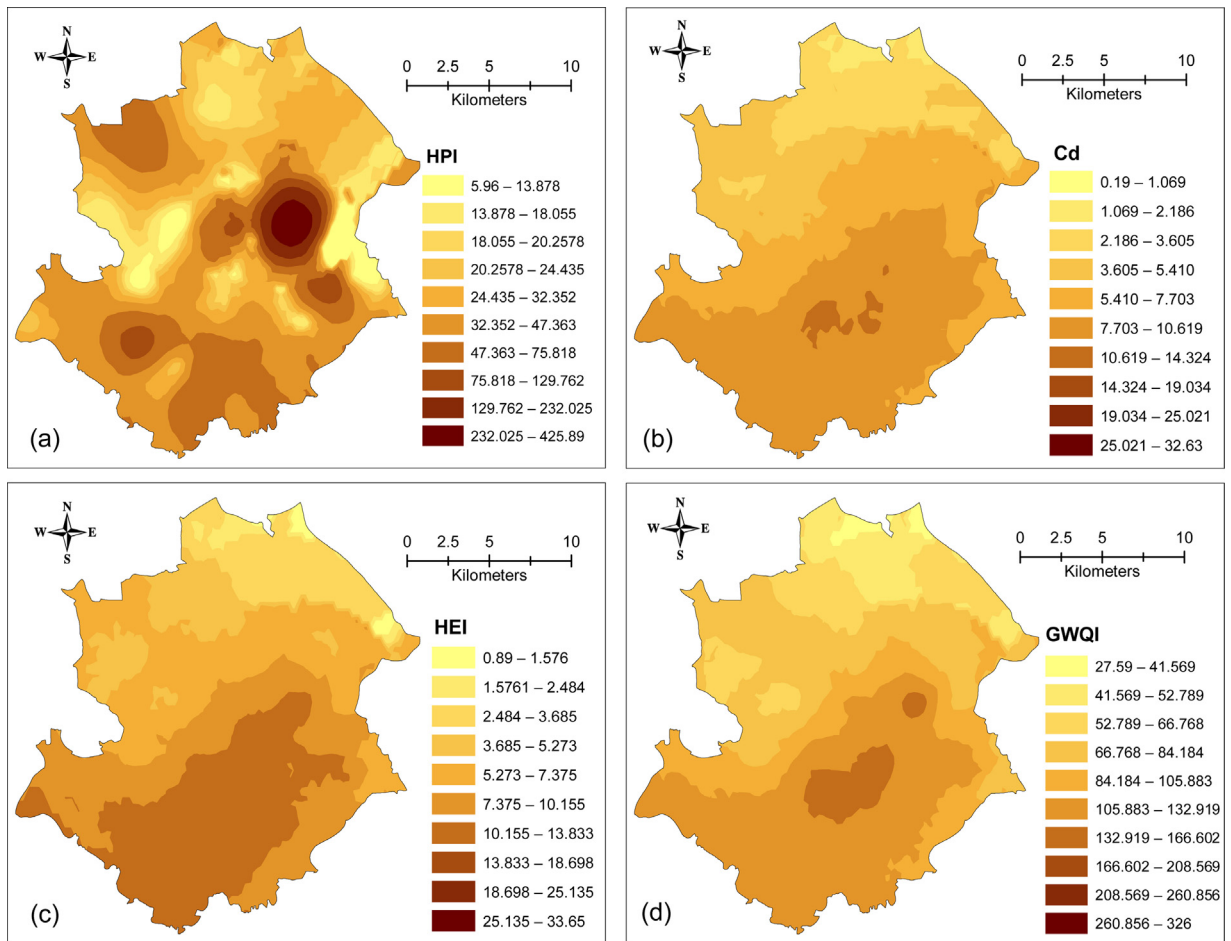 N
W E
S
0 2.5 5 10
Kilometers
HPI
5.96 – 13.878
13.878 – 18.055
18.055 – 20.2578
20.2578 – 24.435
24.435 – 32.352
32.352 – 47.363
47.363 – 75.818
75.818 – 129.762
129.762 – 232.025
232.025 – 425.89
(a)
N
W E
S
0 2.5 5 10
Kilometers
Cd
0.19 – 1.069
1.069 – 2.186
2.186 – 3.605
3.605 – 5.410
5.410 – 7.703
7.703 – 10.619
10.619 – 14.324
14.324 – 19.034
19.034 – 25.021
25.021 – 32.63
(b)
N
W E
S
0 2.5 5 10
Kilometers
HEI
0.89 – 1.576
1.5761 – 2.484
2.484 – 3.685
3.685 – 5.273
5.273 – 7.375
7.375 – 10.155
10.155 – 13.833
13.833 – 18.698
18.698 – 25.135
25.135 – 33.65
(c)
N
W E
S
0 2.5 5 10
Kilometers
GWQI
27.59 – 41.569
41.569 – 52.789
52.789 – 66.768
66.768 – 84.184
84.184 – 105.883
105.883 – 132.919
132.919 – 166.602
166.602 – 208.569
208.569 – 260.856
260.856 – 326
(d)